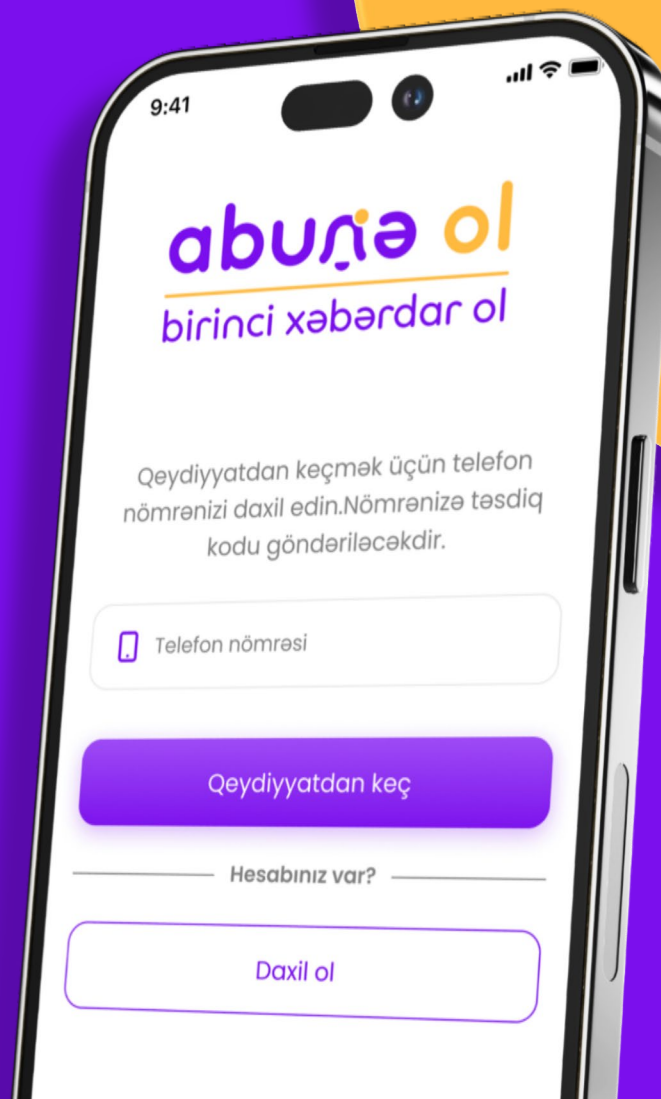 9:41
abunə ol
birinci xəbərdar ol
Qeydiyyatdan keçmək üçün telefon
nömrənizi daxil edin.Nömrənizə təsdiq
kodu göndəriləcəkdir.
Telefon nömrəsi
Qeydiyyatdan keç
Hesabınız var?
Daxil ol